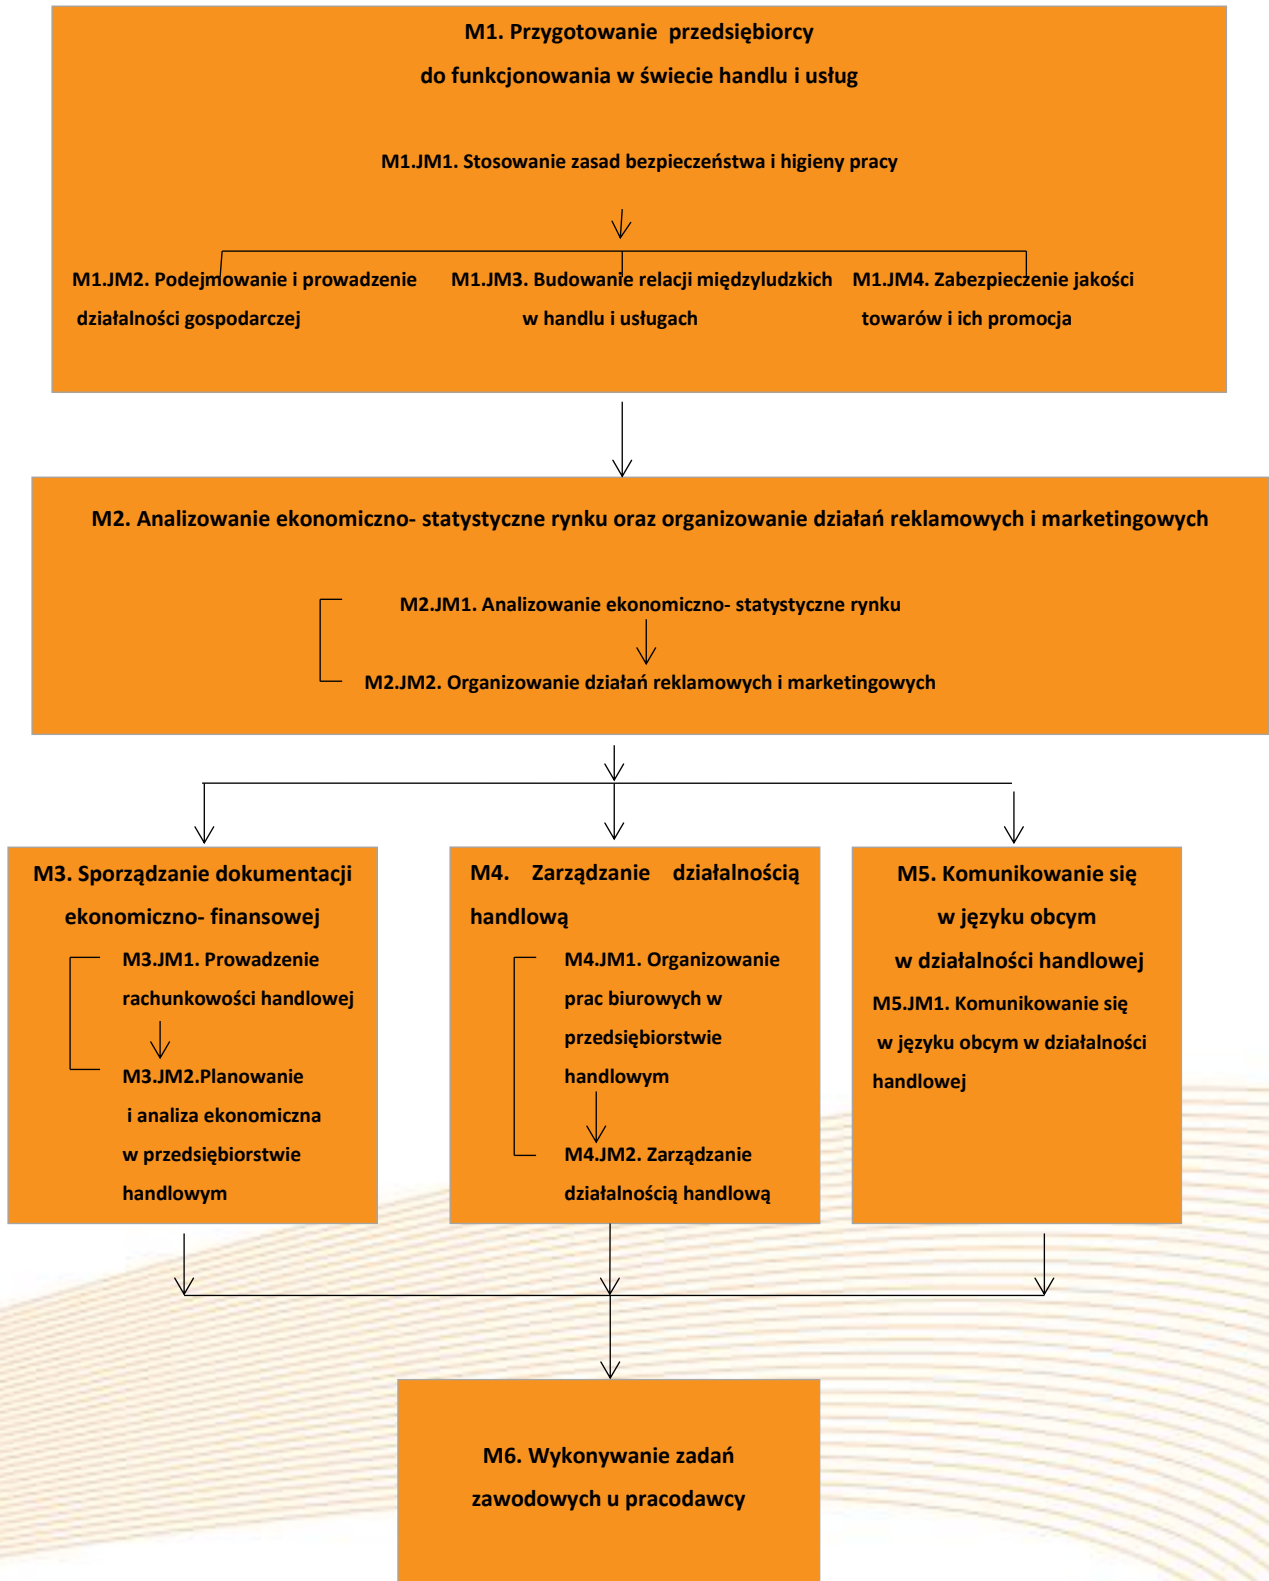 M1. Przygotowanie przedsiębiorcy
do funkcjonowania w świecie handlu i usług
M1.JM1. Stosowanie zasad bezpieczeństwa i higieny pracy
M1.JM2. Podejmowanie i prowadzenie
działalności gospodarczej
M1.JM3. Budowanie relacji międzyludzkich
w handlu i usługach
M1.JM4. Zabezpieczenie jakości
towarów i ich promocja
M2. Analizowanie ekonomiczno- statystyczne rynku oraz organizowanie działań reklamowych i marketingowych
M2.JM1. Analizowanie ekonomiczno- statystyczne rynku
M2.JM2. Organizowanie działań reklamowych i marketingowych
M3. Sporządzanie dokumentacji
ekonomiczno- finansowej
M3.JM1. Prowadzenie
rachunkowości handlowej
M3.JM2.Planowanie
i analiza ekonomiczna
w przedsiębiorstwie
handlowym
M4. Zarządzanie działalnością
handlową
M4.JM1. Organizowanie
prac biurowych w
przedsiębiorstwie
handlowym
M4.JM2. Zarządzanie
działalnością handlową
M5. Komunikowanie się
w języku obcym
w działalności handlowej
M5.JM1. Komunikowanie się
w języku obcym w działalności
handlowej
M6. Wykonywanie zadań
zawodowych u pracodawcy